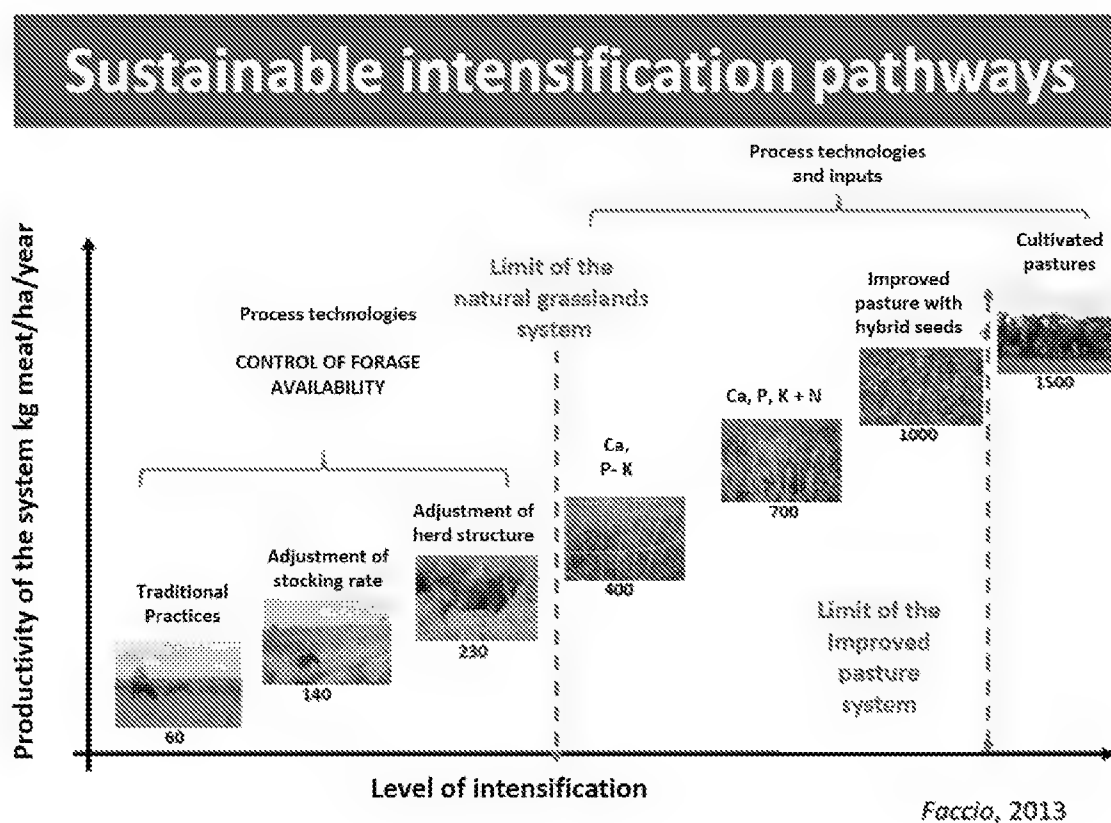 Sustainable intensification pathways
Process technologies
and inputs
Cultivated
pastures
Limit of the
natural grasslands
system
Improved
pasture with
hybrid seeds
Process technologies
CONTROL OF FORAGE
AVAILABILITY
1500
Ca, P, K + N
1000
Ca,
P- K
Adjustment of
herd structure
700
Adjustment of
stocking rate
400
Traditional
Practices
230
Limit of the
Improved
pasture
system
140
60
Productivity of the system kg meat/ha/year
Level of intensification
Faccio, 2013